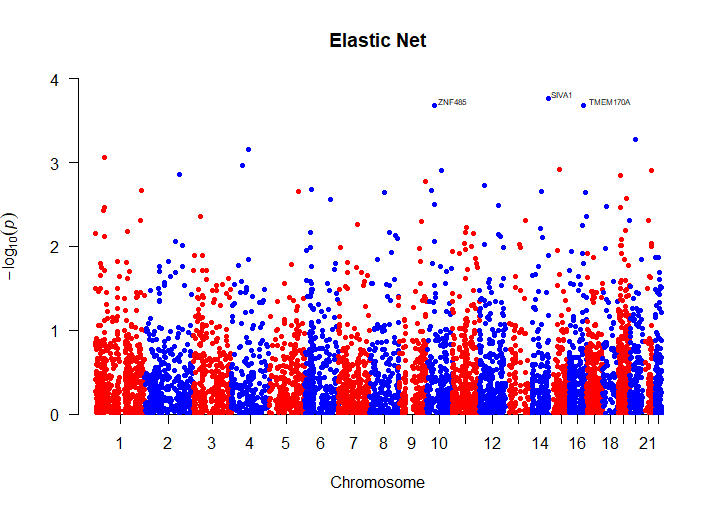 Elastic Net
4
3
2
1
0
−log10(p)
ZNF485
SIVA1
TMEM170A
1 2 3 4 5 6 7 8 9 10 12 14 16 18 21
Chromosome